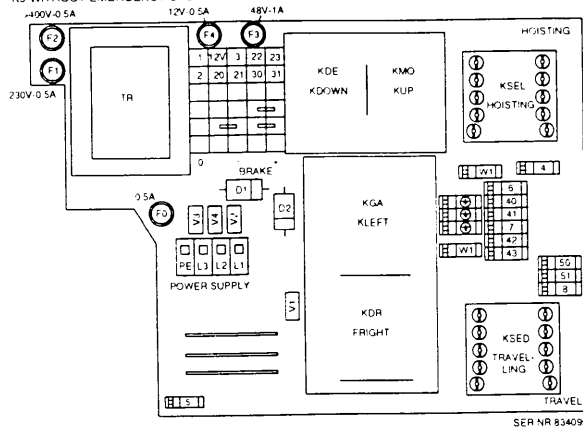 >400V-0.5A 12V-0.5A 48V-1A
F2 F4 F3 HOISTING
F1
230V-0.5A
1 12V 3 22 23
2 20 21 30 31
TR
KDE KMO
KDOWN KUP
KSEL
HOISTING
0 - +
BRAKE
W1 4
0.5A
D1
F0
V3 V4 V2
D2
KGA
KLEFT
6
40
41
7
42
W1 43
PE L3 L2 L1
POWER SUPPLY
50
51
8
V1
KDR
FRIGHT
KSED
TRAVEL-
LING
5
TRAVEL
SER NR 83409